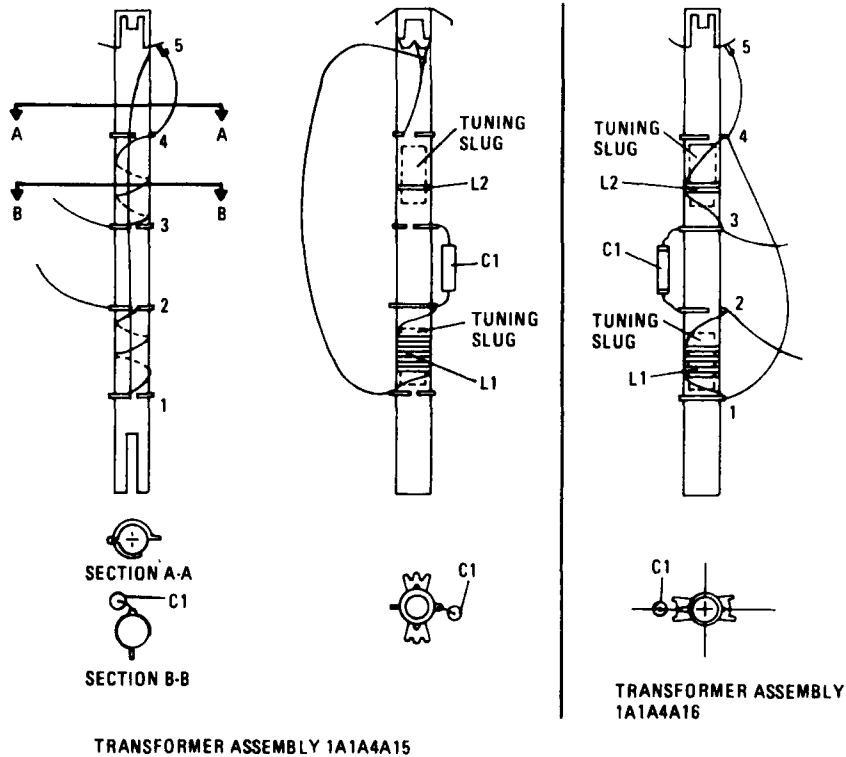 5
A
A
4
B
B
3
2
1
SECTION A-A
C1
SECTION B-B
TUNING
SLUG
L2
C1
TUNING
SLUG
L1
C1
TRANSFORMER ASSEMBLY 1A1A4A15
5
TUNING
SLUG
4
L2
3
C1
2
TUNING
SLUG
L1
1
C1
TRANSFORMER ASSEMBLY
1A1A4A16